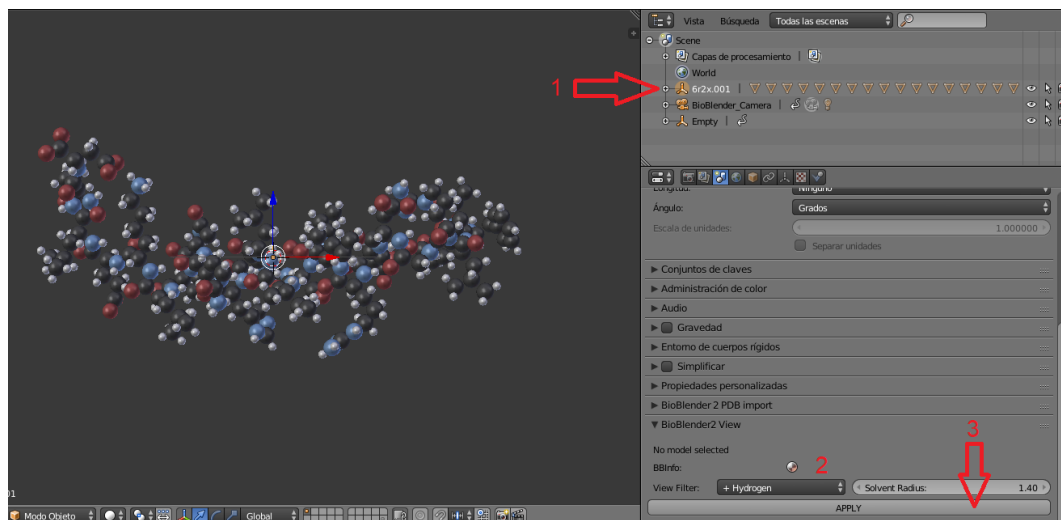 Vista Búsqueda Todas las escenas
Scene
Capas de procesamiento
World
1
6r2x.001
BioBlender_Camera
Empty
Longitud: Ninguno
Ángulo: Grados
Escala de unidades: 1.000000
Separar unidades
Conjuntos de claves
Administración de color
Audio
Gravedad
Entorno de cuerpos rígidos
Simplificar
Propiedades personalizadas
BioBlender 2 PDB import
BioBlender2 View
3
No model selected
BBInfo: 2
View Filter: + Hydrogen Solvent Radius: 1.40
APPLY
01
Modo Objeto Global